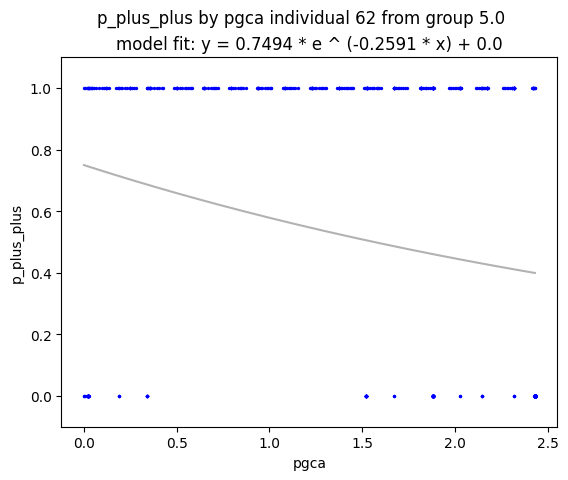 p_plus_plus by pgca individual 62 from group 5.0
model fit: y = 0.7494 * e ^ (-0.2591 * x) + 0.0
1.0
0.8
0.6
0.4
0.2
0.0
p_plus_plus
0.0 0.5 1.0 1.5 2.0 2.5
pgca